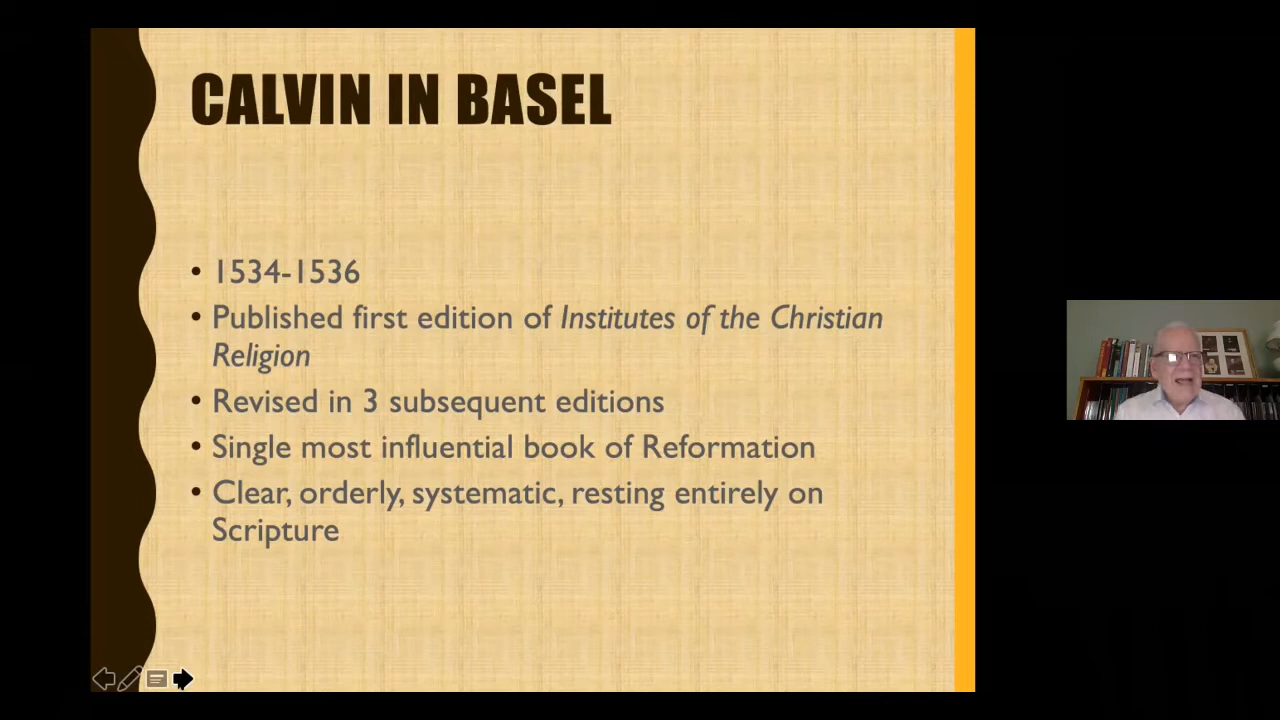 CALVIN IN BASEL
• 1534-1536
• Published first edition of Institutes of the Christian
Religion
• Revised in 3 subsequent editions
• Single most influential book of Reformation
• Clear, orderly, systematic, resting entirely on
Scripture